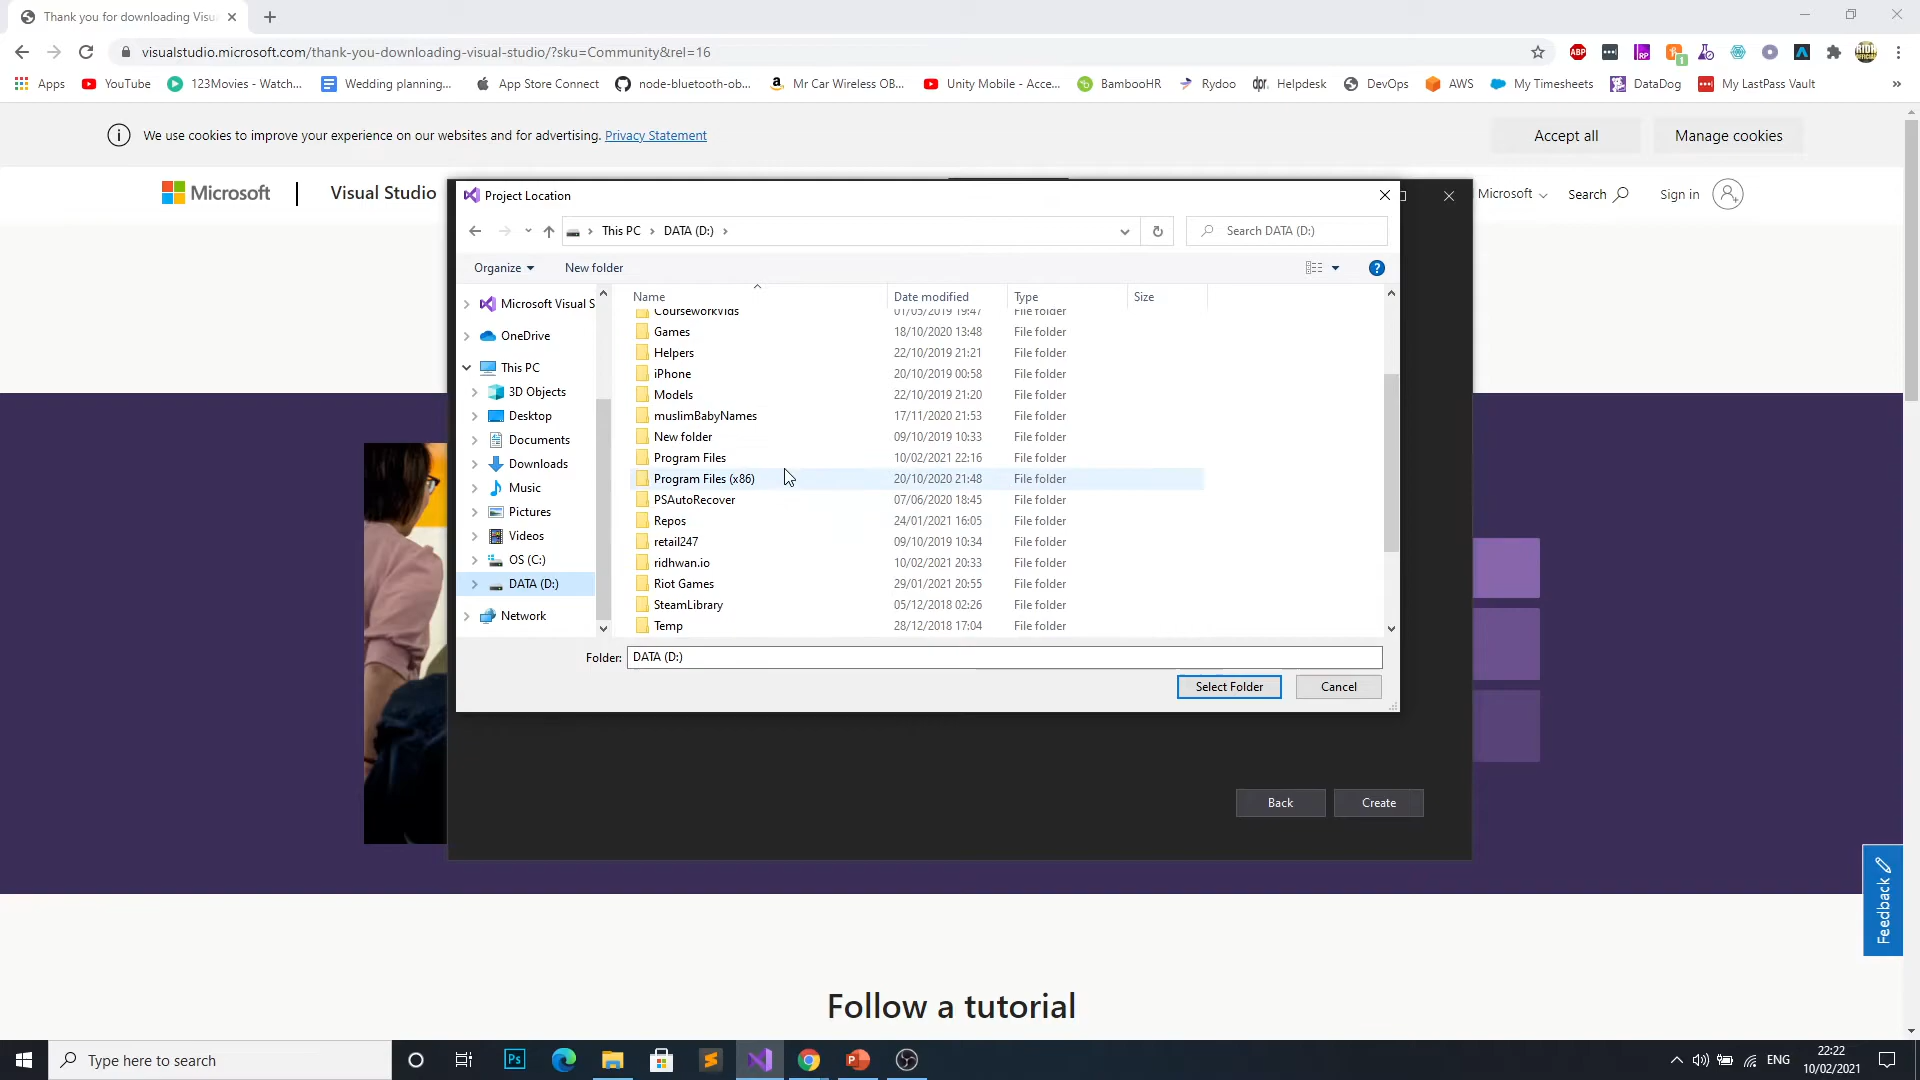 Thank you for downloading Visu
visualstudio.microsoft.com/thank-you-downloading-visual-studio/?sku=Community&rel=16
Apps YouTube 123Movies - Watch... Wedding planning... App Store Connect node-bluetooth-ob... Mr Car Wireless OB... Unity Mobile - Acce... BambooHR Rydoo Helpdesk DevOps AWS My Timesheets DataDog My LastPass Vault »
We use cookies to improve your experience on our websites and for advertising. Privacy Statement Accept all Manage cookies
Microsoft Visual Studio Microsoft Search Sign in
Project Location
This PC DATA (D:) Search DATA (D:)
Organize New folder
Name Date modified Type Size
Microsoft Visual S
OneDrive
This PC
3D Objects
Desktop
Documents
Downloads
Music
Pictures
Videos
OS (C:)
DATA (D:)
Network
CourseworkVids 01/05/2019 19:47 File folder
Games 18/10/2020 13:48 File folder
Helpers 22/10/2019 21:21 File folder
iPhone 20/10/2019 00:58 File folder
Models 22/10/2019 21:20 File folder
muslimBabyNames 17/11/2020 21:53 File folder
New folder 09/10/2019 10:33 File folder
Program Files 10/02/2021 22:16 File folder
Program Files (x86) 20/10/2020 21:48 File folder
PSAutoRecover 07/06/2020 18:45 File folder
Repos 24/01/2021 16:05 File folder
retail247 09/10/2019 10:34 File folder
ridhwan.io 10/02/2021 20:33 File folder
Riot Games 29/01/2021 20:55 File folder
SteamLibrary 05/12/2018 02:26 File folder
Temp 28/12/2018 17:04 File folder
Folder: DATA (D:)
Select Folder Cancel
Back Create
Feedback
Follow a tutorial
Type here to search
ENG
22:22
10/02/2021